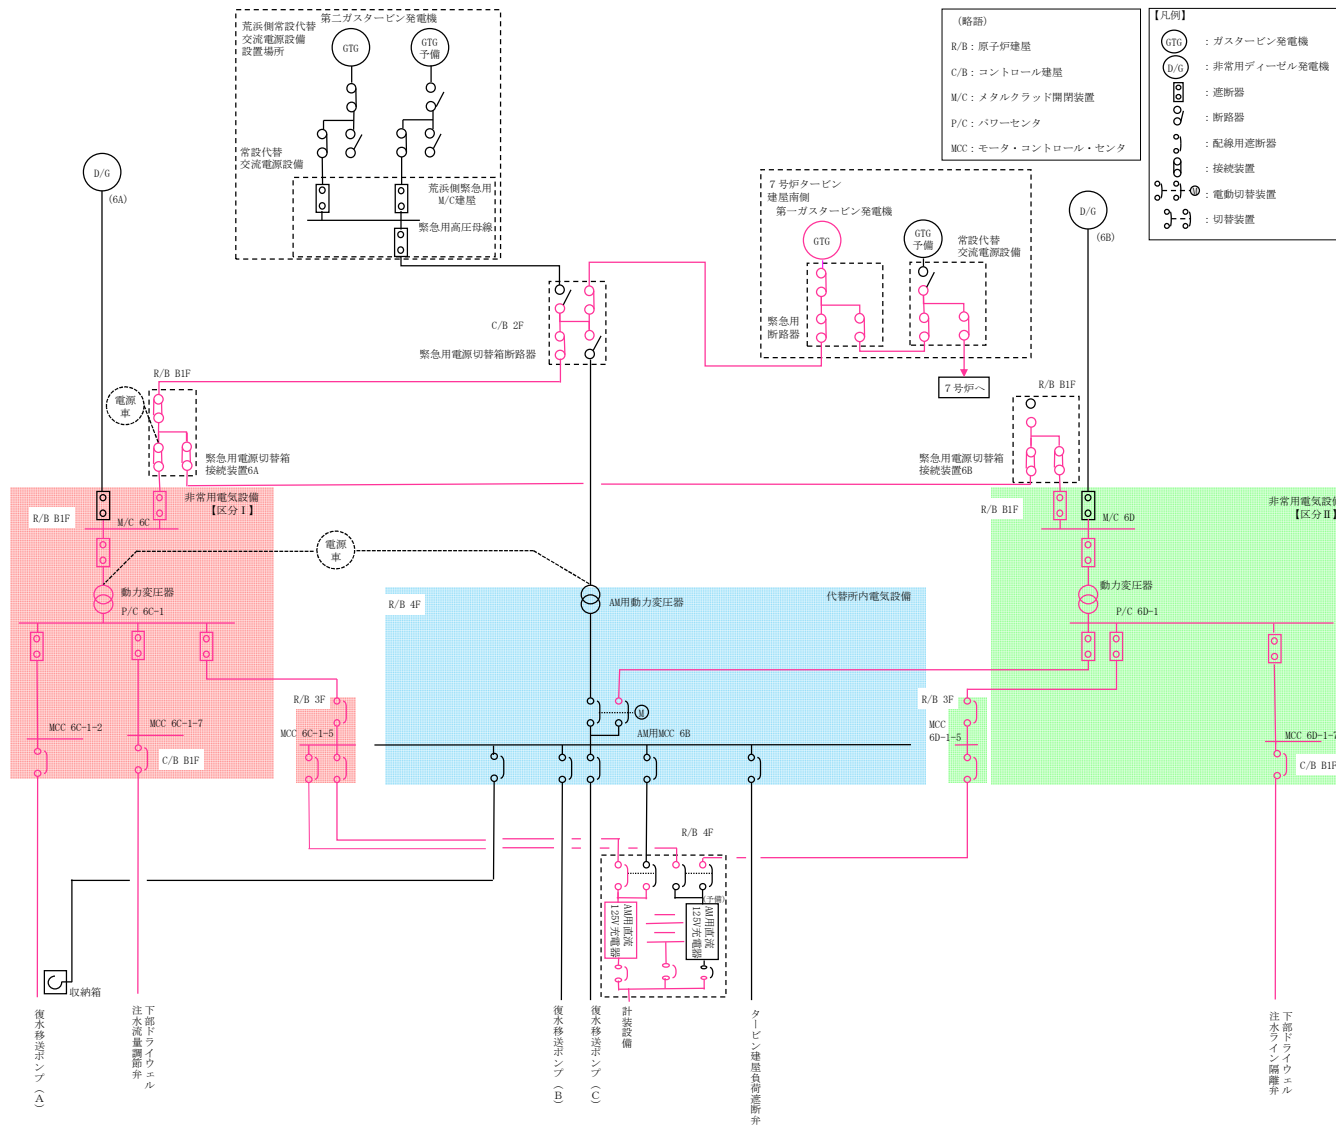 荒浜側常設代替
交流電源設備
設置場所
第二ガスタービン発電機
GTG
GTG
予備
常設代替
交流電源設備
荒浜側緊急用
M/C建屋
緊急用高圧母線
(略語)
R/B：原子炉建屋
C/B：コントロール建屋
M/C：メタルクラッド開閉装置
P/C：パワーセンタ
MCC：モータ・コントロール・センタ
【凡例】
GTG
：ガスタービン発電機
D/G
：非常用ディーゼル発電機
：遮断器
：断路器
：配線用遮断器
：接続装置
M
：電動切替装置
：切替装置
D/G
(6A)
7号炉タービン
建屋南側
第一ガスタービン発電機
GTG
GTG
予備
常設代替
交流電源設備
緊急用
断路器
7号炉へ
D/G
(6B)
C/B 2F
緊急用電源切替箱断路器
R/B B1F
電源
車
緊急用電源切替箱
接続装置6A
R/B B1F
緊急用電源切替箱
接続装置6B
非常用電気設備
【区分Ⅰ】
R/B B1F
M/C 6C
動力変圧器
P/C 6C-1
MCC 6C-1-2
MCC 6C-1-7
C/B B1F
電源
車
R/B 3F
MCC 6C-1-5
R/B 4F
AM用動力変圧器
代替所内電気設備
M
AM用MCC 6B
R/B 3F
MCC
6D-1-5
非常用電気設備
【区分Ⅱ】
R/B B1F
M/C 6D
動力変圧器
P/C 6D-1
MCC 6D-1-7
C/B B1F
R/B 4F
AM用直流
125V充電器
(予備)
AM用直流
125V充電器
収納箱
復水移送ポンプ（A）
下部ドライウェル
注水流量調節弁
復水移送ポンプ（B）
復水移送ポンプ（C）
計装設備
タービン建屋負荷遮断弁
下部ドライウェル
注水ライン隔離弁